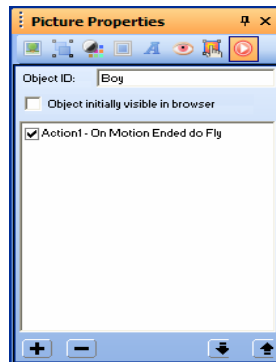 Picture Properties
Object ID: Boy
Object initially visible in browser
Action1 - On Motion Ended do Fly